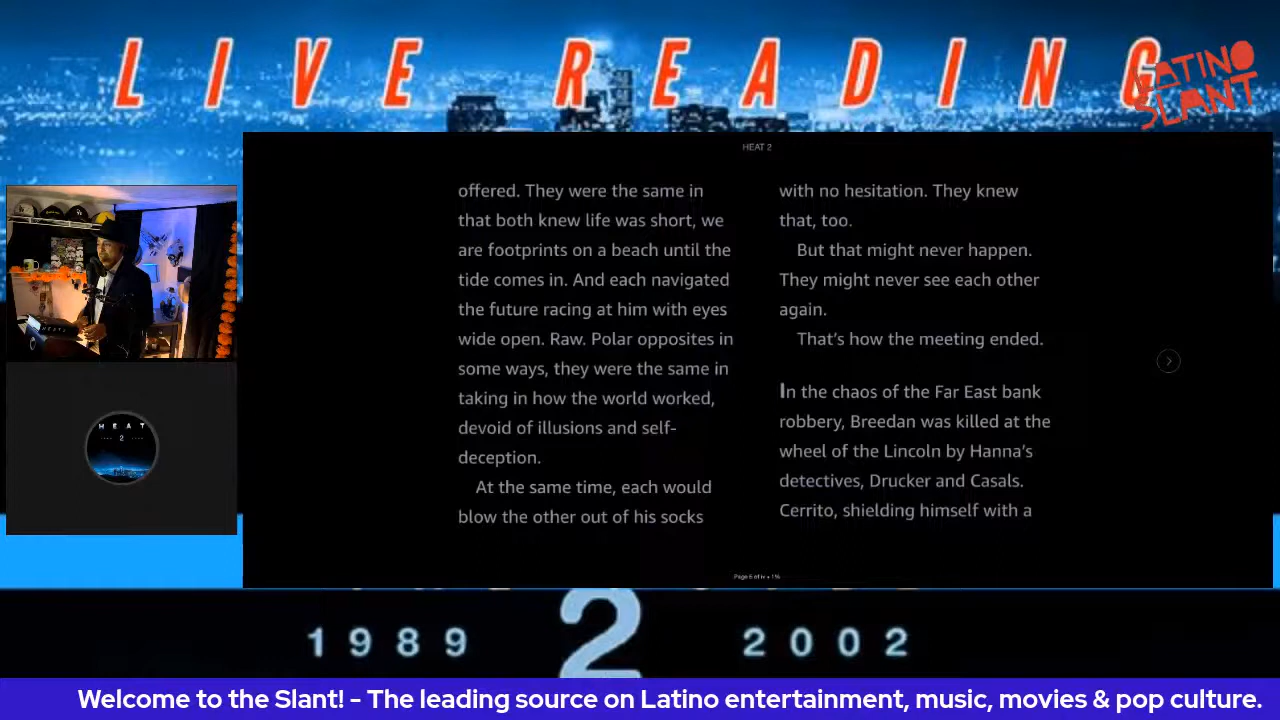 LIVE READING
LATINO
SLANT
HEAT 2
offered. They were the same in
that both knew life was short, we
are footprints on a beach until the
tide comes in. And each navigated
the future racing at him with eyes
wide open. Raw. Polar opposites in
some ways, they were the same in
taking in how the world worked,
devoid of illusions and self-
deception.
At the same time, each would
blow the other out of his socks
with no hesitation. They knew
that, too.
But that might never happen.
They might never see each other
again.
That’s how the meeting ended.
In the chaos of the Far East bank
robbery, Breedan was killed at the
wheel of the Lincoln by Hanna’s
detectives, Drucker and Casals.
Cerrito, shielding himself with a
HEAT
2
1989 2 2002
Welcome to the Slant! - The leading source on Latino entertainment, music, movies & pop culture.